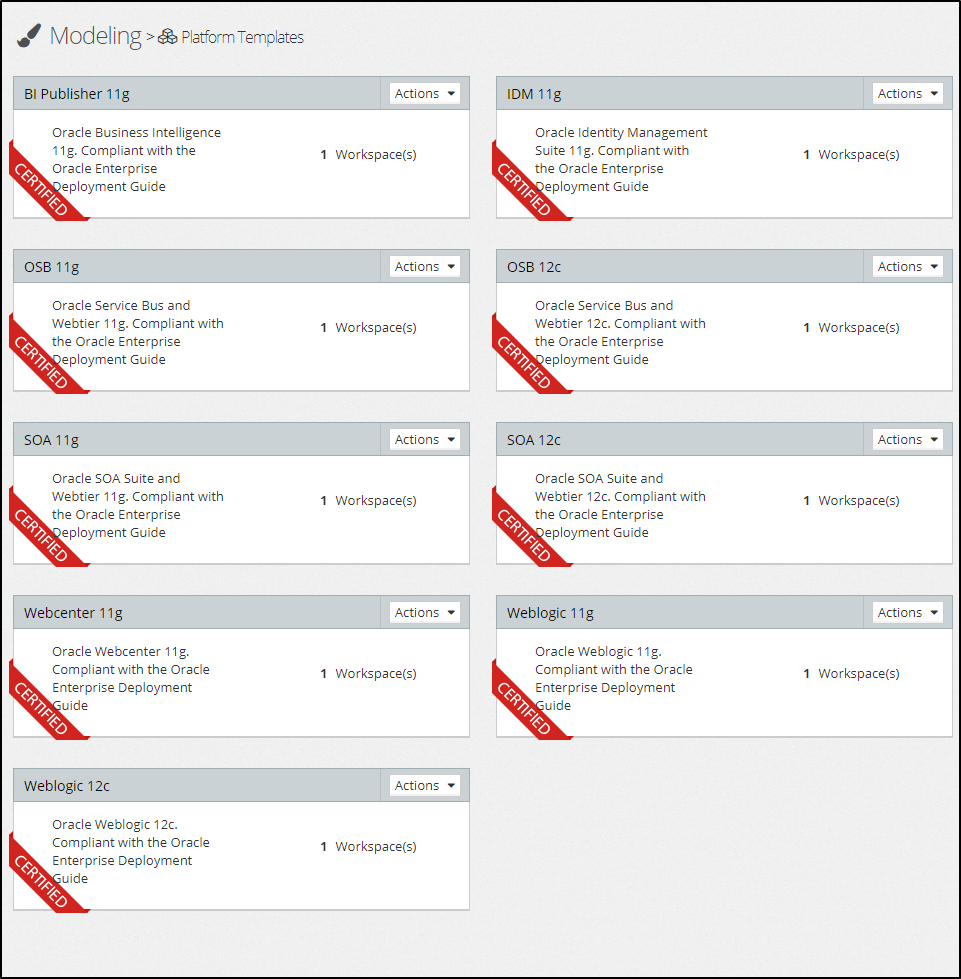 Modeling > Platform Templates
BI Publisher 11g
Actions
Oracle Business Intelligence
11g. Compliant with the
Oracle Enterprise
Deployment Guide
1 Workspace(s)
CERTIFIED
IDM 11g
Actions
Oracle Identity Management
Suite 11g. Compliant with
the Oracle Enterprise
Deployment Guide
1 Workspace(s)
CERTIFIED
OSB 11g
Actions
Oracle Service Bus and
Webtier 11g. Compliant with
the Oracle Enterprise
Deployment Guide
1 Workspace(s)
CERTIFIED
OSB 12c
Actions
Oracle Service Bus and
Webtier 12c. Compliant with
the Oracle Enterprise
Deployment Guide
1 Workspace(s)
CERTIFIED
SOA 11g
Actions
Oracle SOA Suite and
Webtier 11g. Compliant with
the Oracle Enterprise
Deployment Guide
1 Workspace(s)
CERTIFIED
SOA 12c
Actions
Oracle SOA Suite and
Webtier 12c. Compliant with
the Oracle Enterprise
Deployment Guide
1 Workspace(s)
CERTIFIED
Webcenter 11g
Actions
Oracle Webcenter 11g.
Compliant with the Oracle
Enterprise Deployment
Guide
1 Workspace(s)
CERTIFIED
Weblogic 11g
Actions
Oracle Weblogic 11g.
Compliant with the Oracle
Enterprise Deployment
Guide
1 Workspace(s)
CERTIFIED
Weblogic 12c
Actions
Oracle Weblogic 12c.
Compliant with the Oracle
Enterprise Deployment
Guide
1 Workspace(s)
CERTIFIED